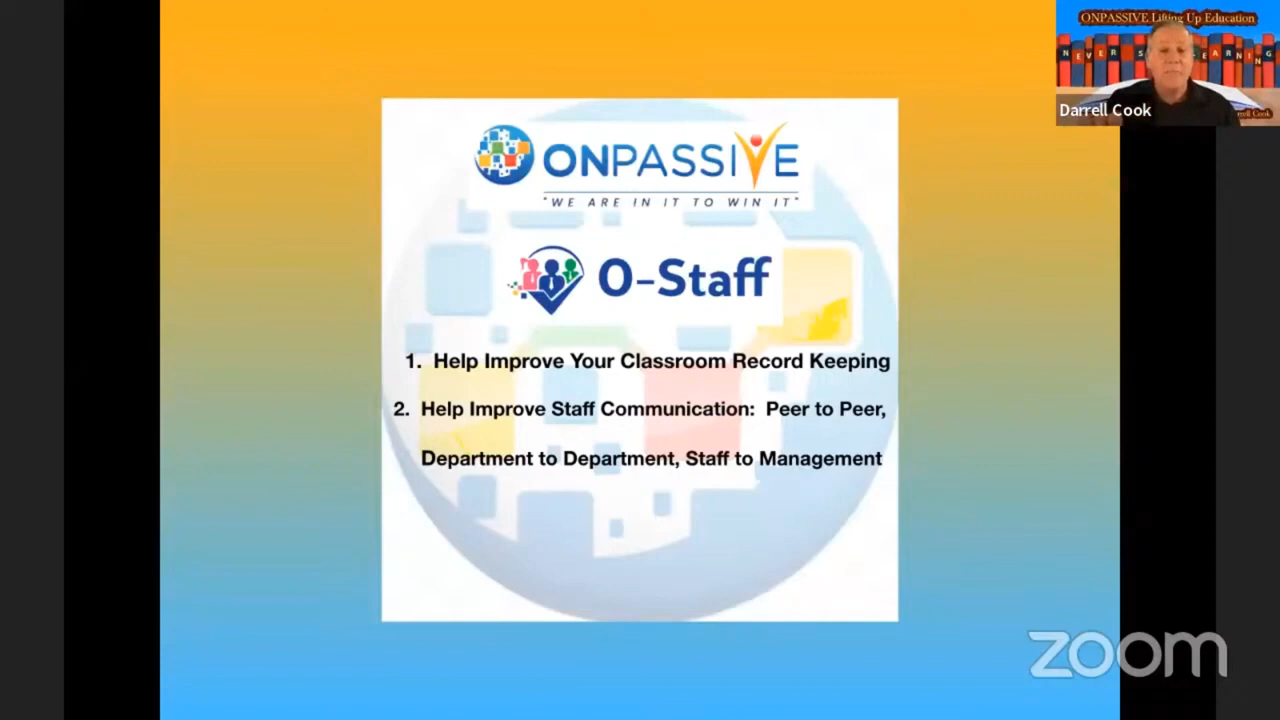 ONPASSIVE Lifting Up Education
Darrell Cook
ONPASSIVE
"WE ARE IN IT TO WIN IT"
O-Staff
1. Help Improve Your Classroom Record Keeping
2. Help Improve Staff Communication: Peer to Peer,
Department to Department, Staff to Management
zoom